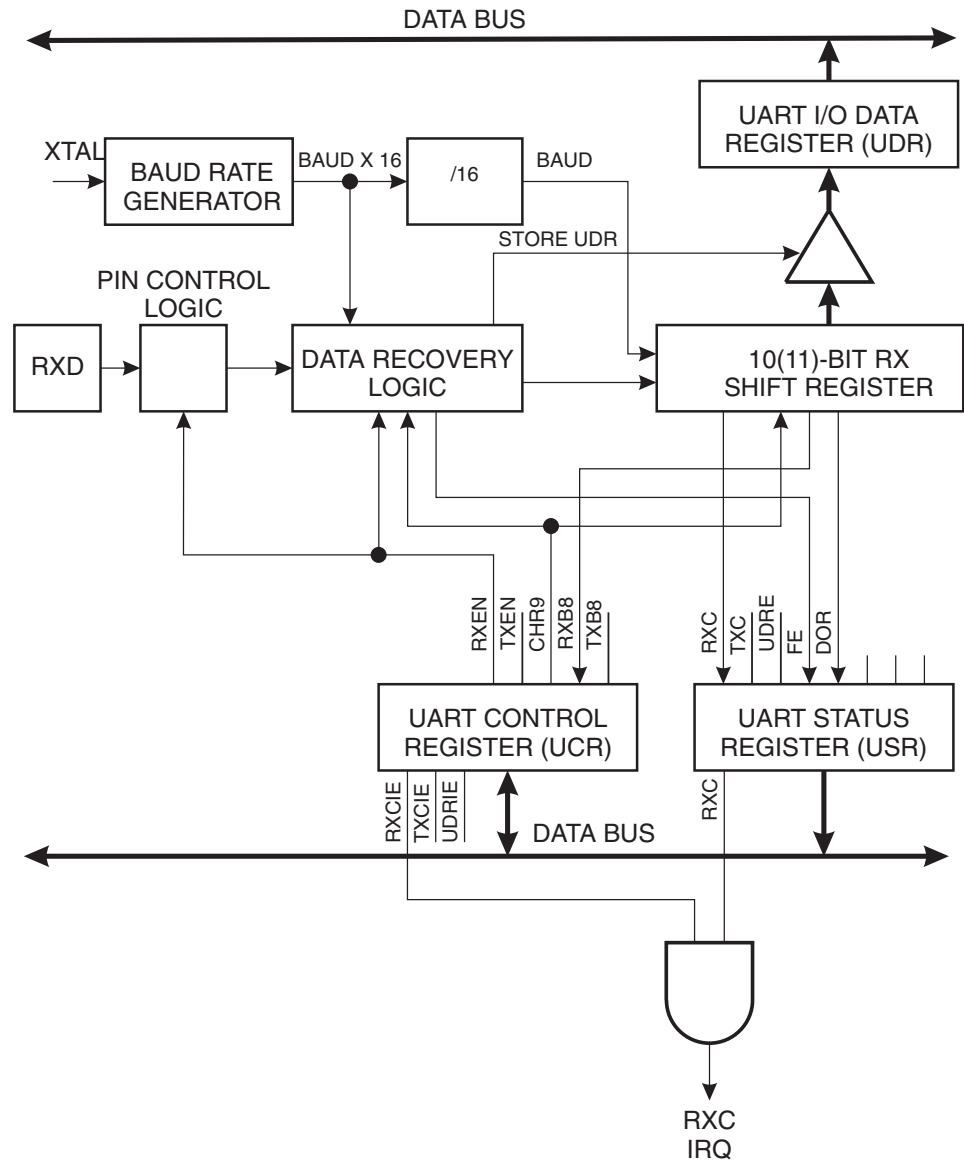 DATA BUS
UART I/O DATA
REGISTER (UDR)
XTAL
BAUD RATE
GENERATOR
BAUD X 16
/16
BAUD
STORE UDR
PIN CONTROL
LOGIC
RXD
DATA RECOVERY
LOGIC
10(11)-BIT RX
SHIFT REGISTER
RXEN
TXEN
CHR9
RXB8
TXB8
RXC
TXC
UDRE
FE
DOR
UART CONTROL
REGISTER (UCR)
UART STATUS
REGISTER (USR)
RXCIE
TXCIE
UDRIE
RXC
DATA BUS
RXC
IRQ